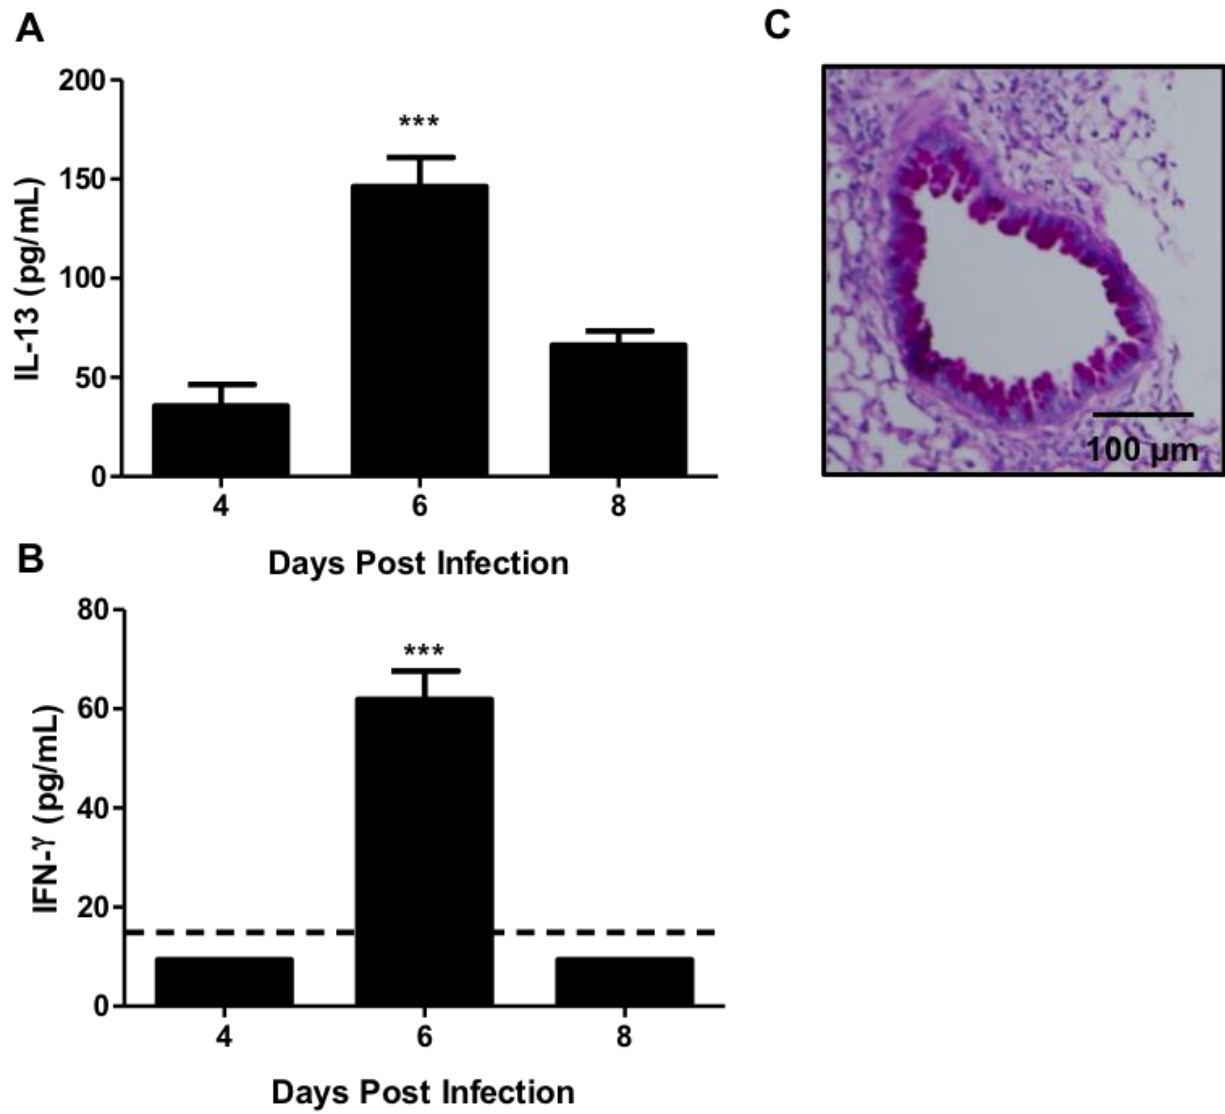 A
C
200
150
100
50
0
IL-13 (pg/mL)
***
4 6 8
Days Post Infection
100 µm
B
80
60
40
20
0
IFN-γ (pg/mL)
***
4 6 8
Days Post Infection